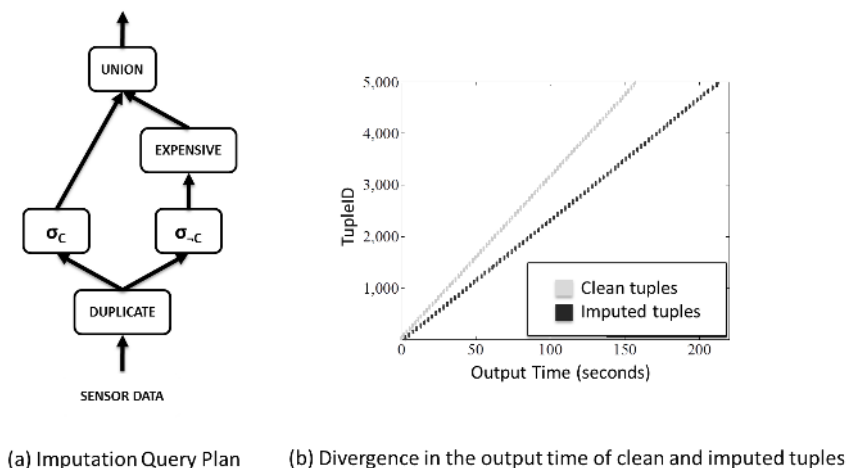 UNION
EXPENSIVE
σC
σ¬C
DUPLICATE
SENSOR DATA
(a) Imputation Query Plan
5,000
4,000
3,000
2,000
1,000
TupleID
Clean tuples
Imputed tuples
0
50
100
150
200
Output Time (seconds)
(b) Divergence in the output time of clean and imputed tuples